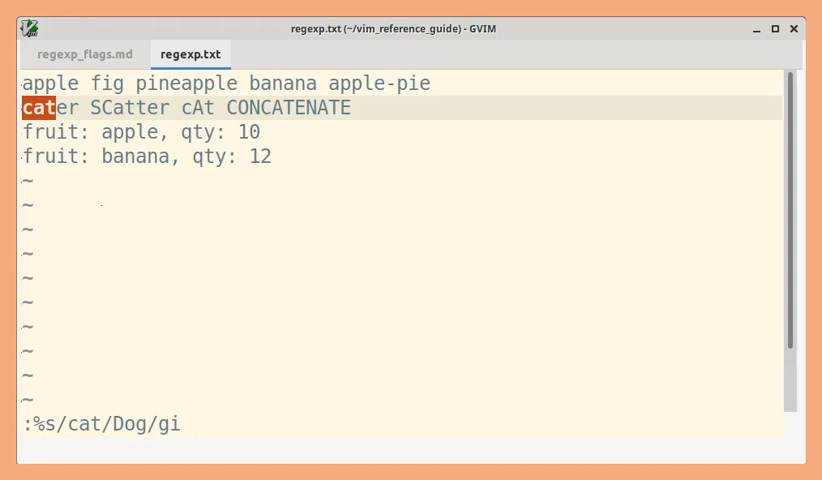 regexp.txt (~/vim_reference_guide) - GVIM
regexp_flags.md regexp.txt
apple fig pineapple banana apple-pie
cater SCatter cAt CONCATENATE
fruit: apple, qty: 10
fruit: banana, qty: 12
~
~
~
~
~
~
~
~
~
~
:%s/cat/Dog/gi